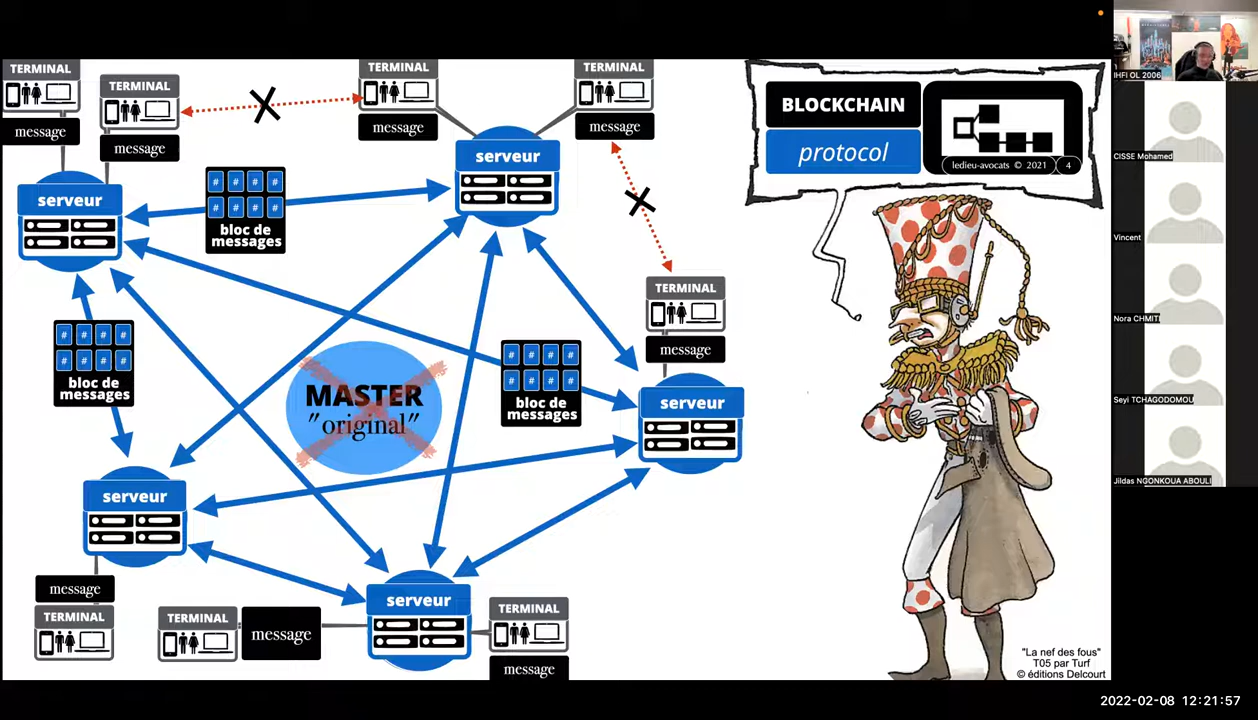 TERMINAL
message
TERMINAL
message
TERMINAL
message
TERMINAL
message
serveur
serveur
# # # #
# # # #
bloc de
messages
BLOCKCHAIN
protocol
ledieu-avocats © 2021
4
TERMINAL
message
# # # #
# # # #
bloc de
messages
MASTER
"original"
# # # #
# # # #
bloc de
messages
serveur
serveur
message
TERMINAL
TERMINAL
message
serveur
TERMINAL
message
"La nef des fous"
T05 par Turf
© éditions Delcourt
IHFI OL 2006
CISSE Mohamed
Vincent
Nora CHMITI
Seyi TCHAGODOMOU
Jildas NGONKOUA ABOULI
2022-02-08 12:21:57